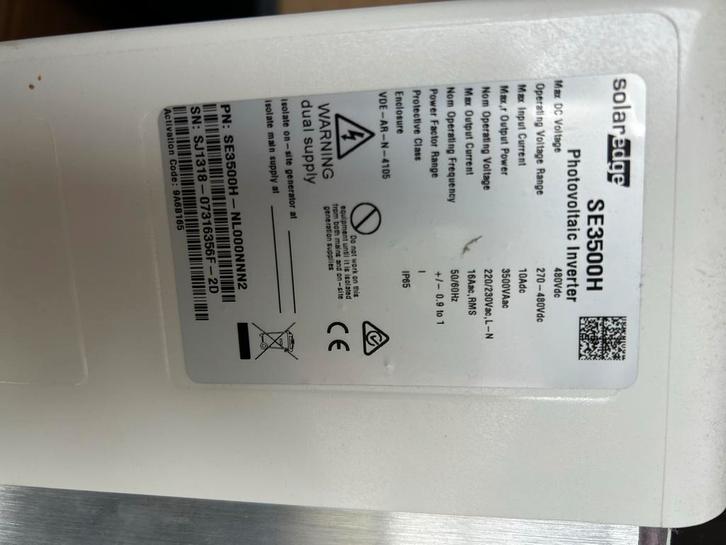 solaredge
SE3500H
Photovoltaic Inverter
Max DC Voltage 480Vdc
Operating Voltage Range 270-480Vdc
Max Input Current 10Adc
Max,r Output Power 3500VAac
Nom Operating Voltage 220/230Vac,L-N
Max Output Current 16Aac,RMS
Nom Operating Frequency 50/60Hz
Power Factor Range +/- 0.9 to 1
Protective Class I
Enclosure IP65
VDE-AR-N-4105
WARNING
dual supply
Do not work on this
equipment until it is isolated
from both mains and on-site
generation supplies
CE
Isolate on-site generator at
Isolate main supply at
PN: SE3500H-NL000NNN2
SN: SJ1318-07316356F-2D
Activation Code: 9A6B165